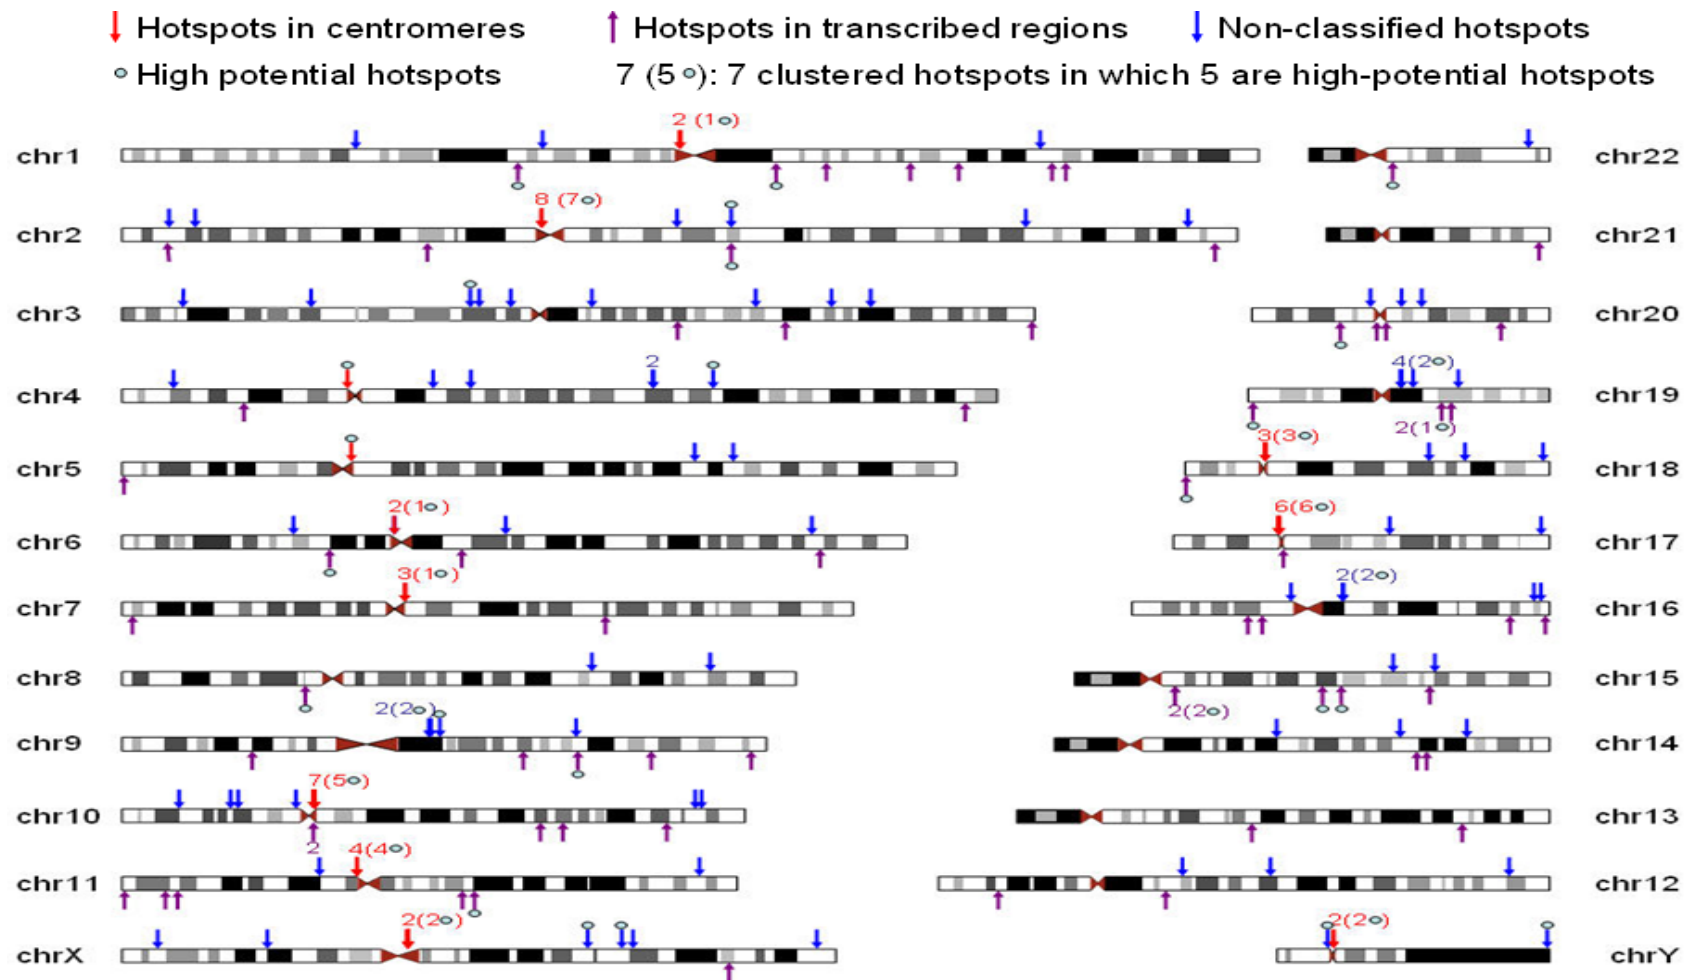 Hotspots in centromeres Hotspots in transcribed regions Non-classified hotspots
High potential hotspots 7 (5): 7 clustered hotspots in which 5 are high-potential hotspots
2 (1)
chr1 chr22
8 (7)
chr2 chr21
chr3 chr20
2 4(2)
chr4 chr19
3(3) 2(1)
chr5 chr18
2(1) 6(6)
chr6 chr17
3(1) 2(2)
chr7 chr16
chr8 chr15
2(2) 2(2)
chr9 chr14
7(5)
chr10 chr13
2 4(4)
chr11 chr12
2(2) 2(2)
chrX chrY